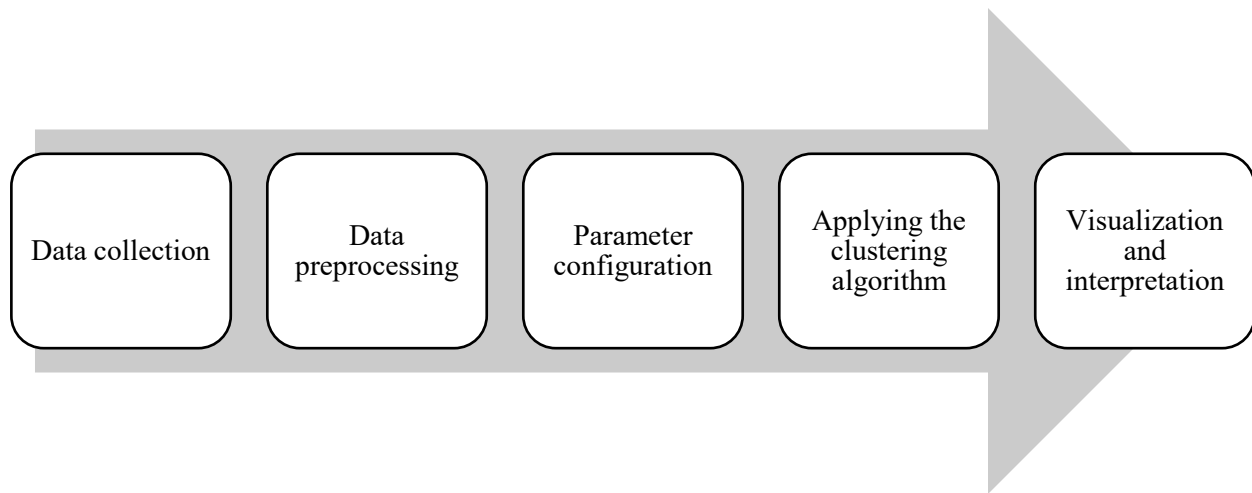 Data collection
Data
preprocessing
Parameter
configuration
Applying the
clustering
algorithm
Visualization
and
interpretation